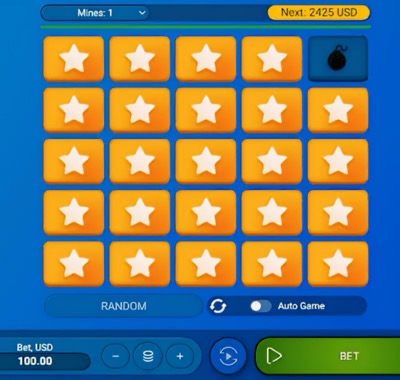 Mines: 1
Next: 2425 USD
RANDOM
Auto Game
Bet, USD
100.00
BET